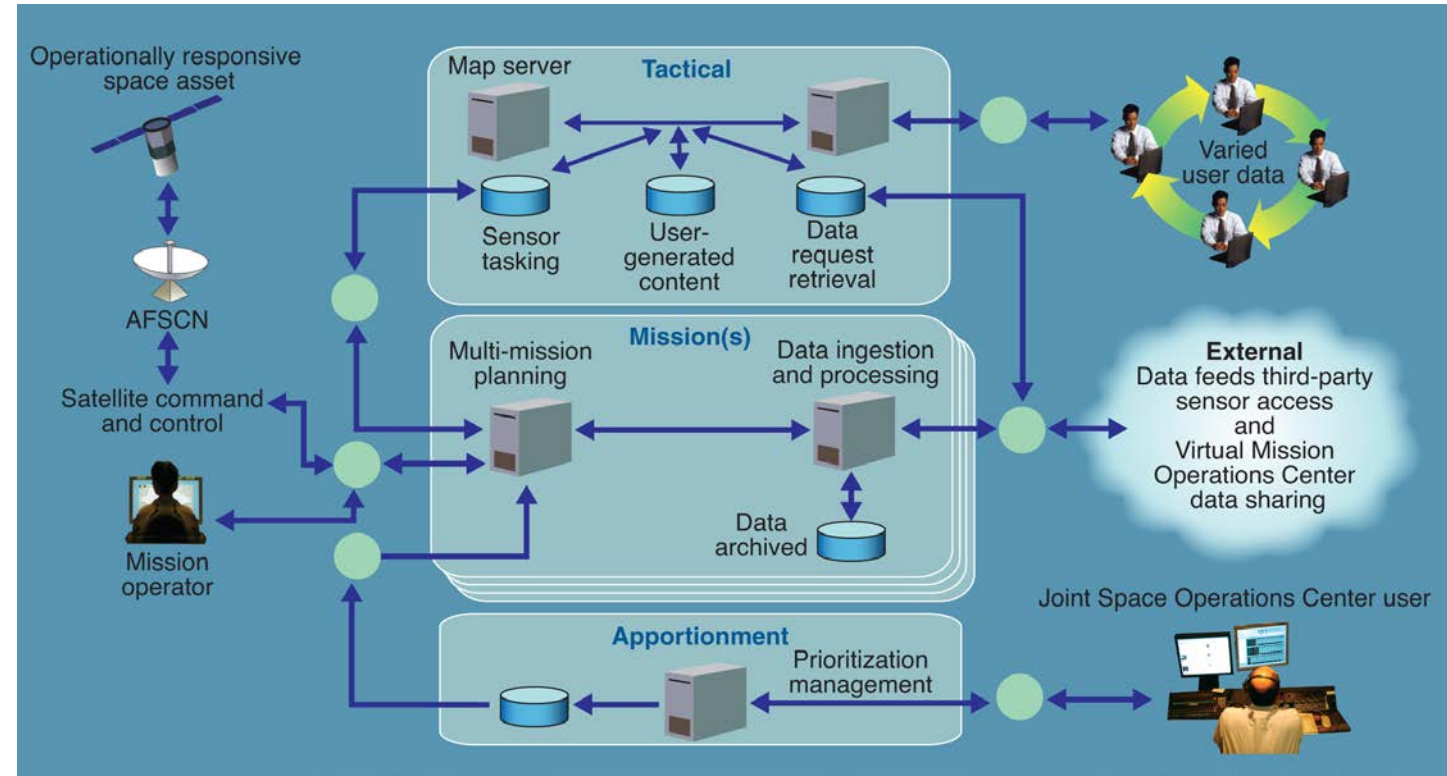 Operationally responsive
space asset
AFSCN
Satellite command
and control
Mission
operator
Map server
Tactical
Sensor
tasking
User-
generated
content
Data
request
retrieval
Varied
user data
Mission(s)
Multi-mission
planning
Data ingestion
and processing
Data
archived
External
Data feeds third-party
sensor access
and
Virtual Mission
Operations Center
data sharing
Apportionment
Prioritization
management
Joint Space Operations Center user